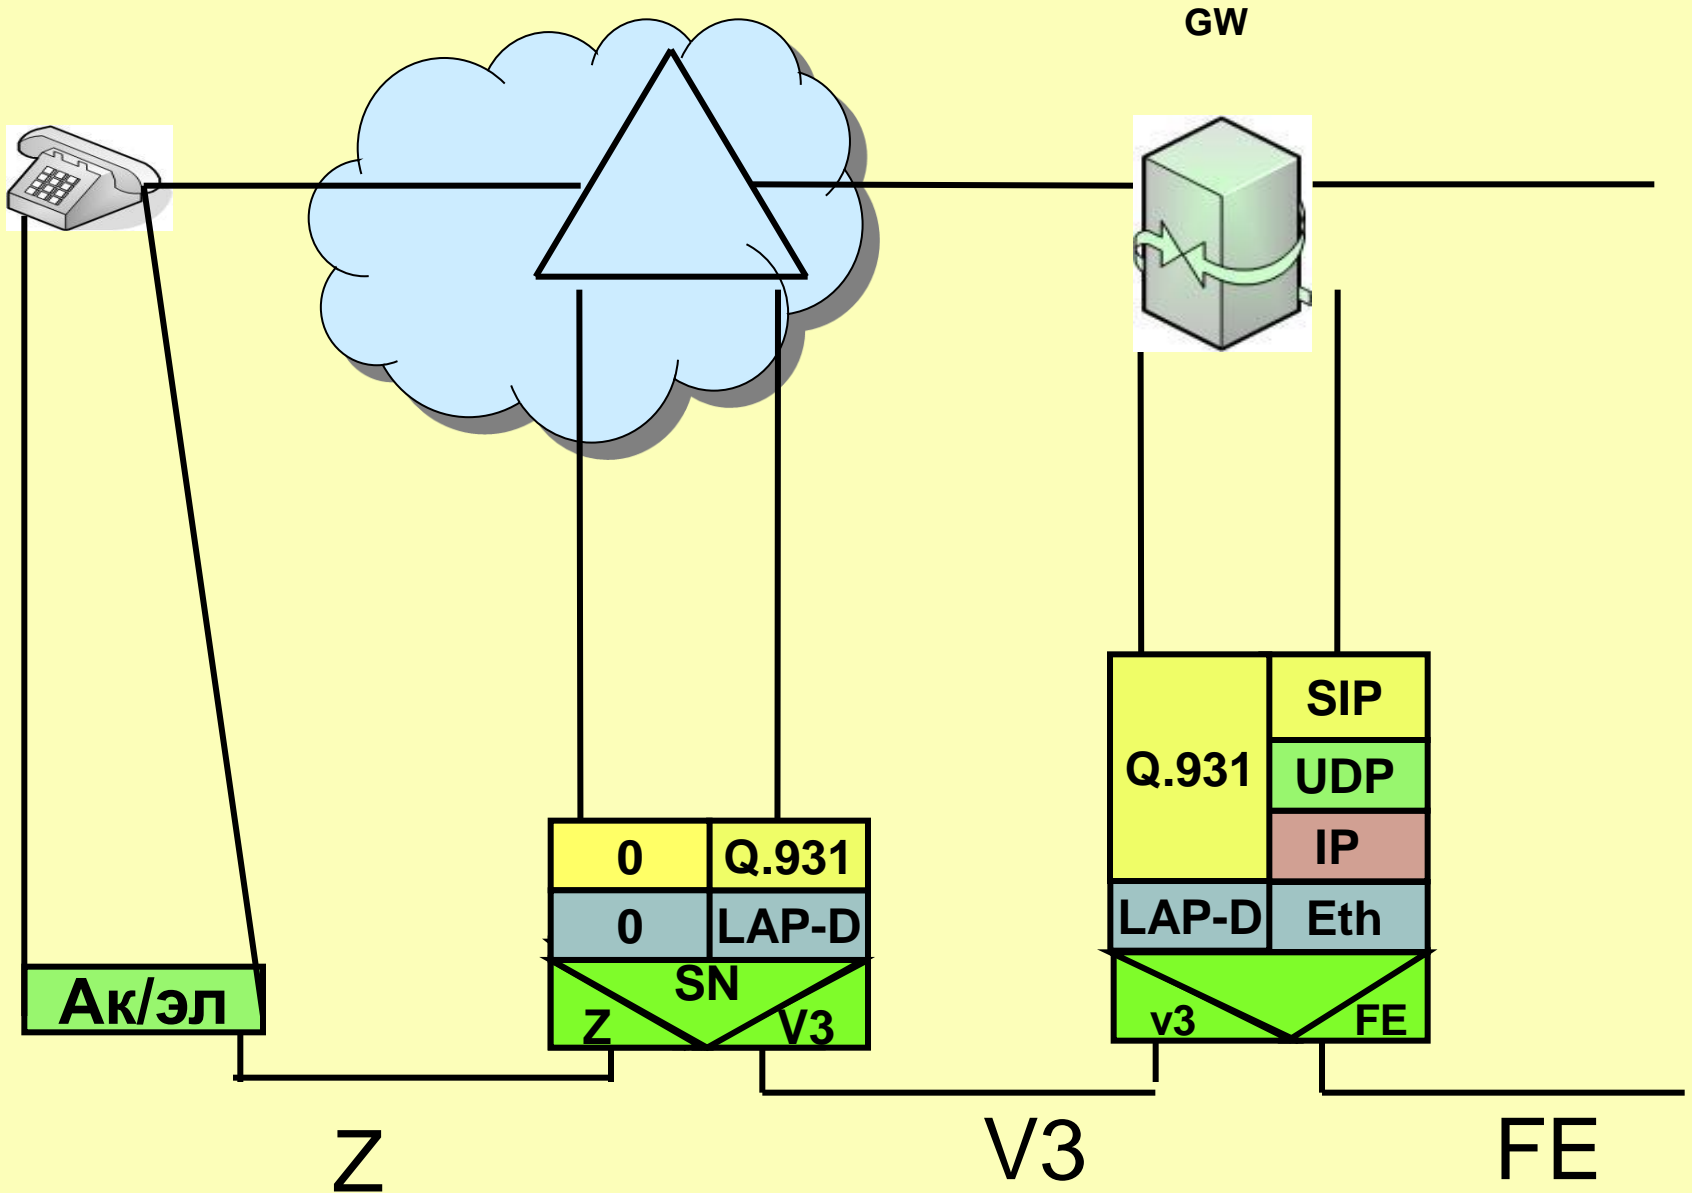 GW
SIP
Q.931
UDP
IP
0
Q.931
LAP-D
Eth
0
LAP-D
Ак/эл
SN
Z
V3
v3
FE
Z
V3
FE